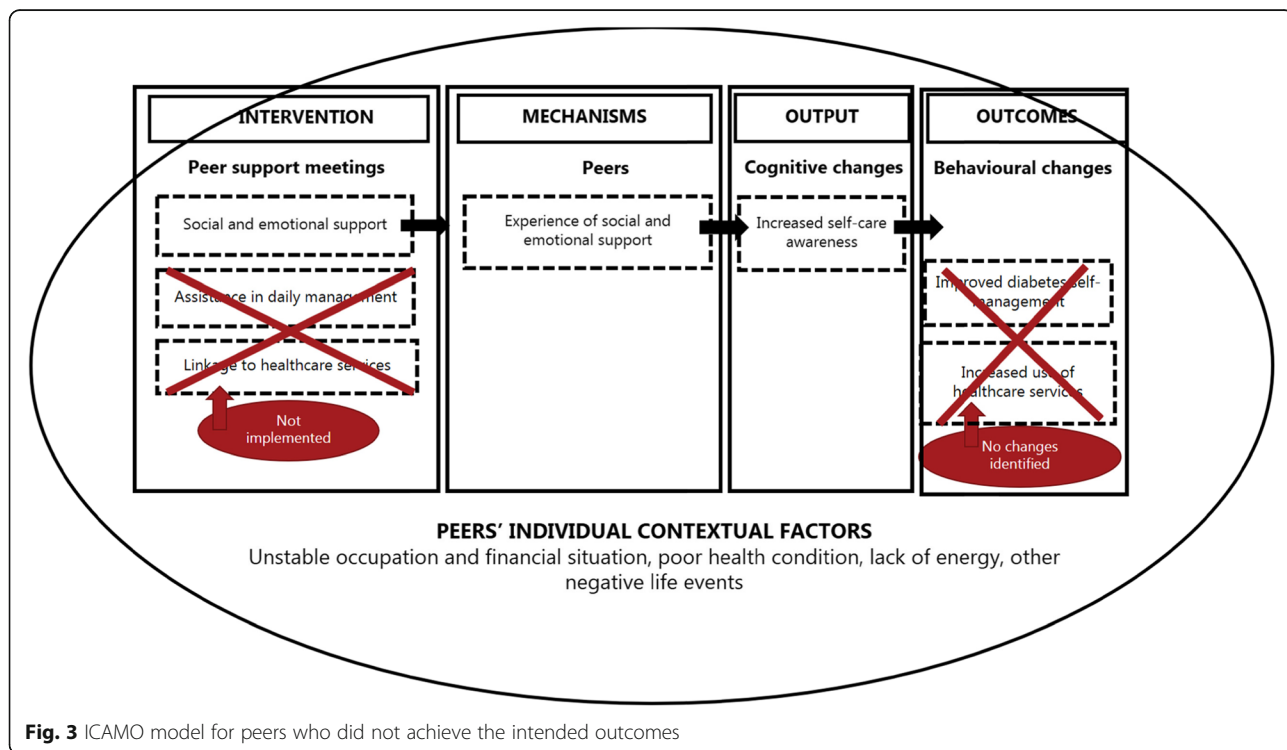 INTERVENTION
Peer support meetings
Social and emotional support
Assistance in daily management
Linkage to healthcare services
Not
implemented
MECHANISMS
Peers
Experience of social and
emotional support
OUTPUT
Cognitive changes
Increased self-care
awareness
OUTCOMES
Behavioural changes
Improved diabetes self-
management
Increased use of
healthcare services
No changes
identified
PEERS' INDIVIDUAL CONTEXTUAL FACTORS
Unstable occupation and financial situation, poor health condition, lack of energy, other
negative life events
Fig. 3 ICAMO model for peers who did not achieve the intended outcomes